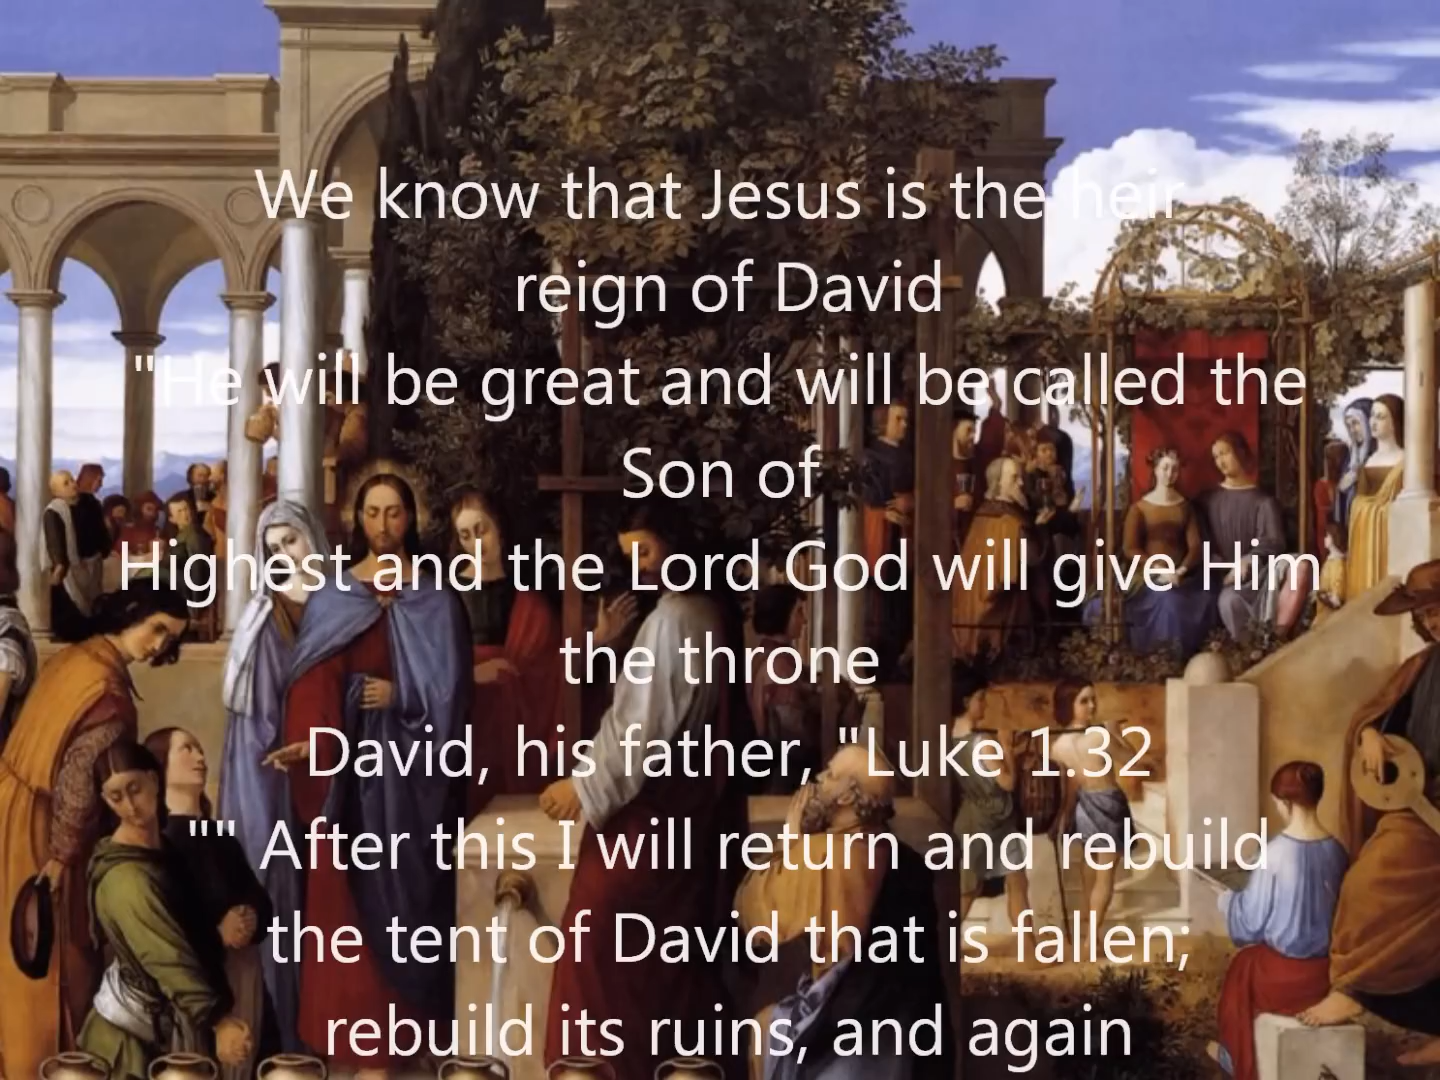 We know that Jesus is the heir
reign of David
"He will be great and will be called the
Son of
Highest and the Lord God will give Him
the throne
David, his father, "Luke 1.32
"" After this I will return and rebuild
the tent of David that is fallen;
rebuild its ruins, and again